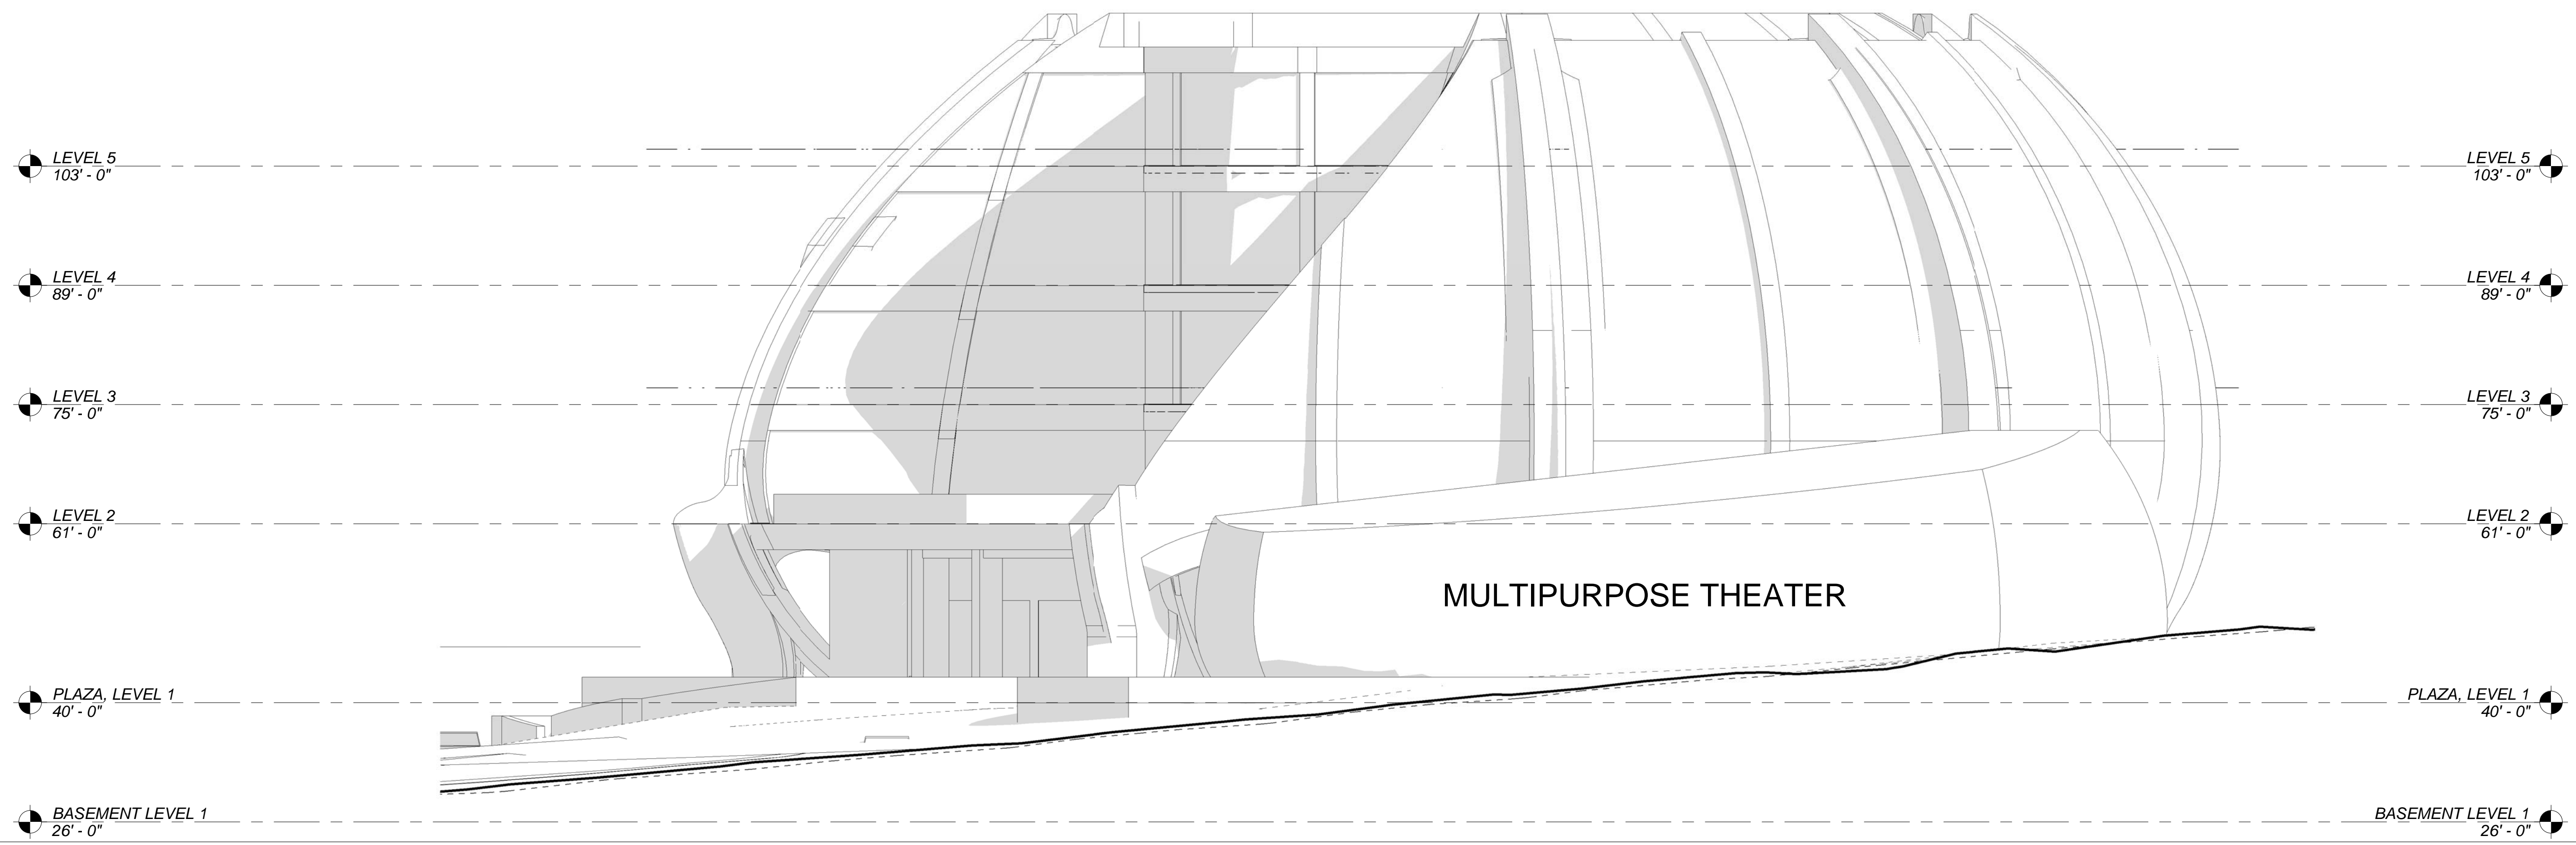 LEVEL 5
103' - 0"
LEVEL 5
103' - 0"
LEVEL 4
89' - 0"
LEVEL 4
89' - 0"
LEVEL 3
75' - 0"
LEVEL 3
75' - 0"
LEVEL 2
61' - 0"
LEVEL 2
61' - 0"
MULTIPURPOSE THEATER
PLAZA, LEVEL 1
40' - 0"
PLAZA, LEVEL 1
40' - 0"
BASEMENT LEVEL 1
26' - 0"
BASEMENT LEVEL 1
26' - 0"